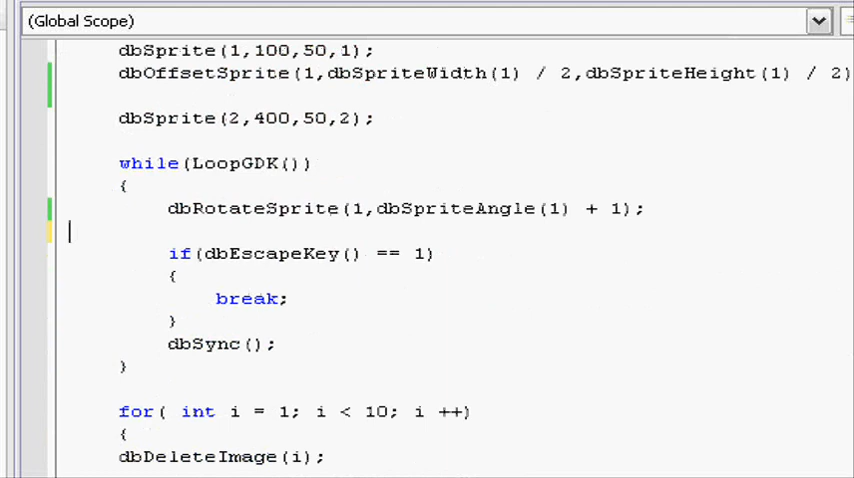 (Global Scope)
dbSprite(1,100,50,1);
dbOffsetSprite(1,dbSpriteWidth(1) / 2,dbSpriteHeight(1) / 2)
dbSprite(2,400,50,2);
while(LoopGDK())
{
dbRotateSprite(1,dbSpriteAngle(1) + 1);
if(dbEscapeKey() == 1)
{
break;
}
dbSync();
}
for( int i = 1; i < 10; i ++)
{
dbDeleteImage(i);